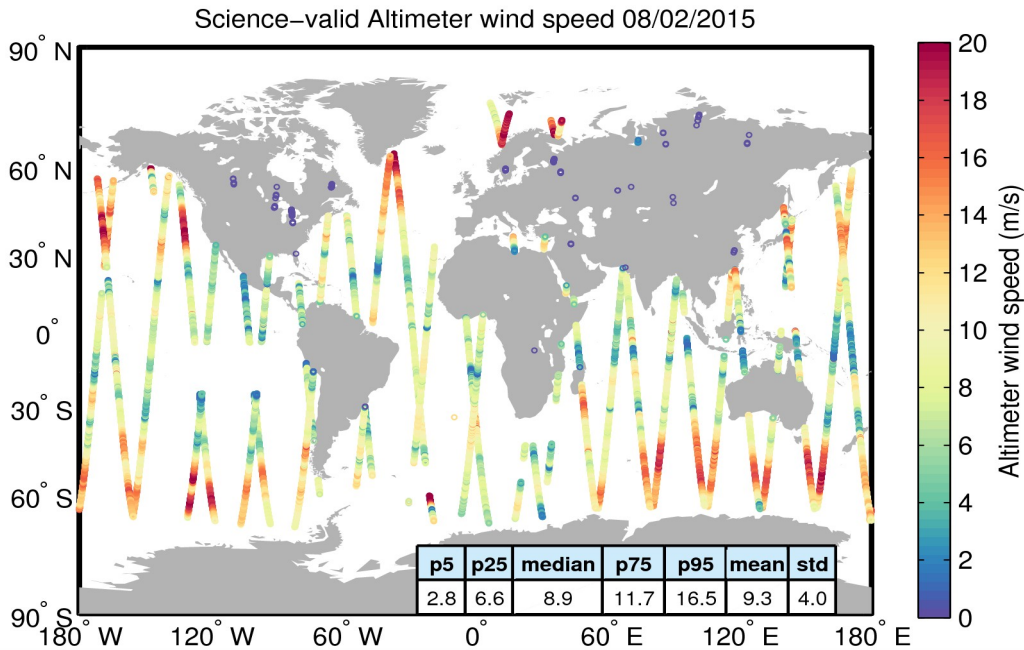 Science−valid Altimeter wind speed 08/02/2015
90° N
60° N
30° N
0°
30° S
60° S
90° S
180° W
120° W
60° W
0°
60° E
120° E
180° E
p5 p25 median p75 p95 mean std
2.8 6.6 8.9 11.7 16.5 9.3 4.0
20
18
16
14
12
10
8
6
4
2
0
Altimeter wind speed (m/s)